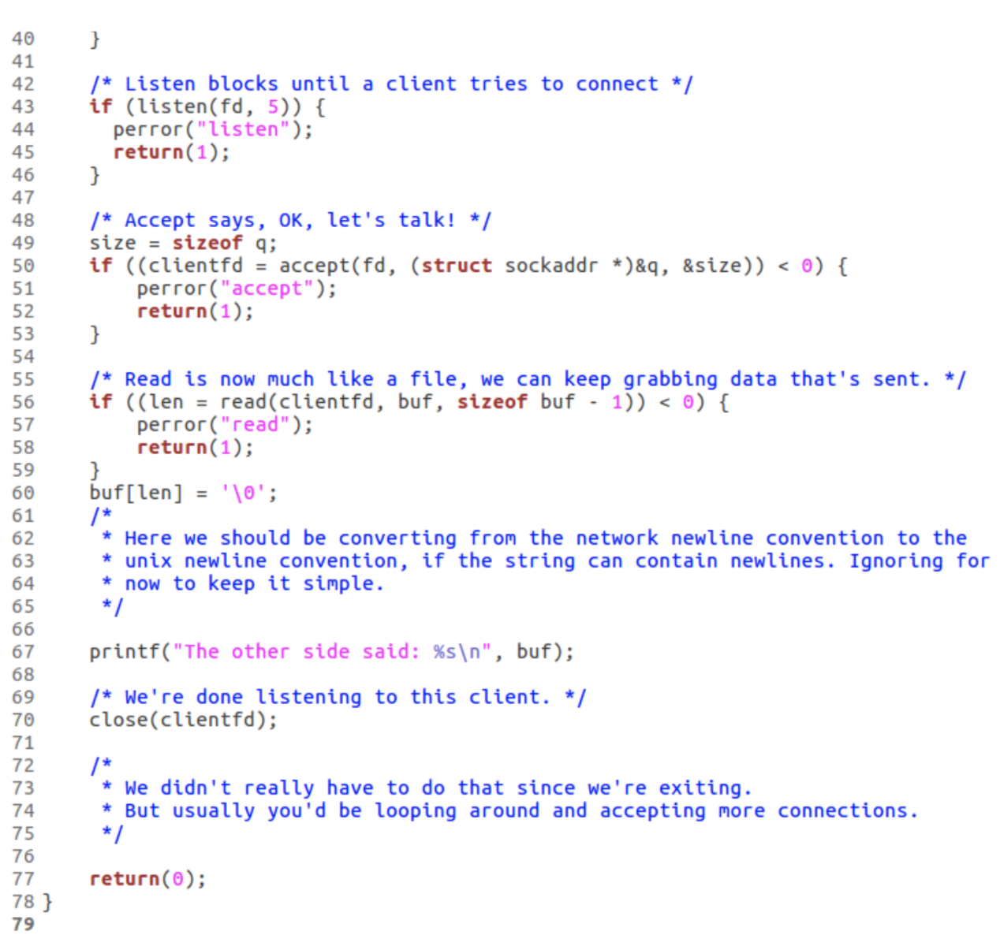 40     }
41
42     /* Listen blocks until a client tries to connect */
43     if (listen(fd, 5)) {
44       perror("listen");
45       return(1);
46     }
47
48     /* Accept says, OK, let's talk! */
49     size = sizeof q;
50     if ((clientfd = accept(fd, (struct sockaddr *)&q, &size)) < 0) {
51         perror("accept");
52         return(1);
53     }
54
55     /* Read is now much like a file, we can keep grabbing data that's sent. */
56     if ((len = read(clientfd, buf, sizeof buf - 1)) < 0) {
57         perror("read");
58         return(1);
59     }
60     buf[len] = '\0';
61     /*
62      * Here we should be converting from the network newline convention to the
63      * unix newline convention, if the string can contain newlines. Ignoring for
64      * now to keep it simple.
65      */
66
67     printf("The other side said: %s\n", buf);
68
69     /* We're done listening to this client. */
70     close(clientfd);
71
72     /*
73      * We didn't really have to do that since we're exiting.
74      * But usually you'd be looping around and accepting more connections.
75      */
76
77     return(0);
78 }
79